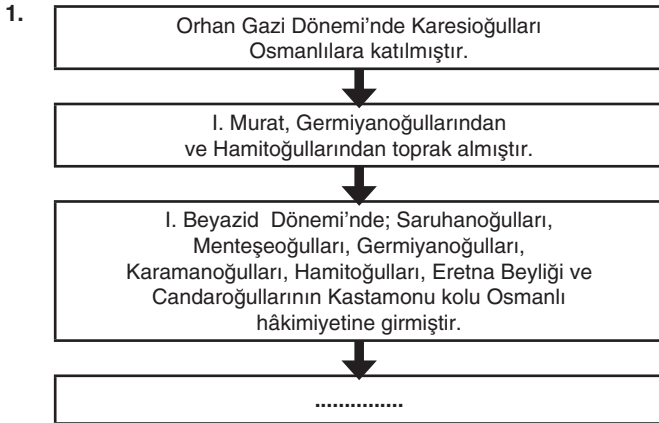 1.
Orhan Gazi Dönemi’nde Karesioğulları
Osmanlılara katılmıştır.
I. Murat, Germiyanoğullarından
ve Hamitoğullarından toprak almıştır.
I. Beyazid Dönemi’nde; Saruhanoğulları,
Menteşeoğulları, Germiyanoğulları,
Karamanoğulları, Hamitoğulları, Eretna Beyliği ve
Candaroğullarının Kastamonu kolu Osmanlı
hâkimiyetine girmiştir.
...............